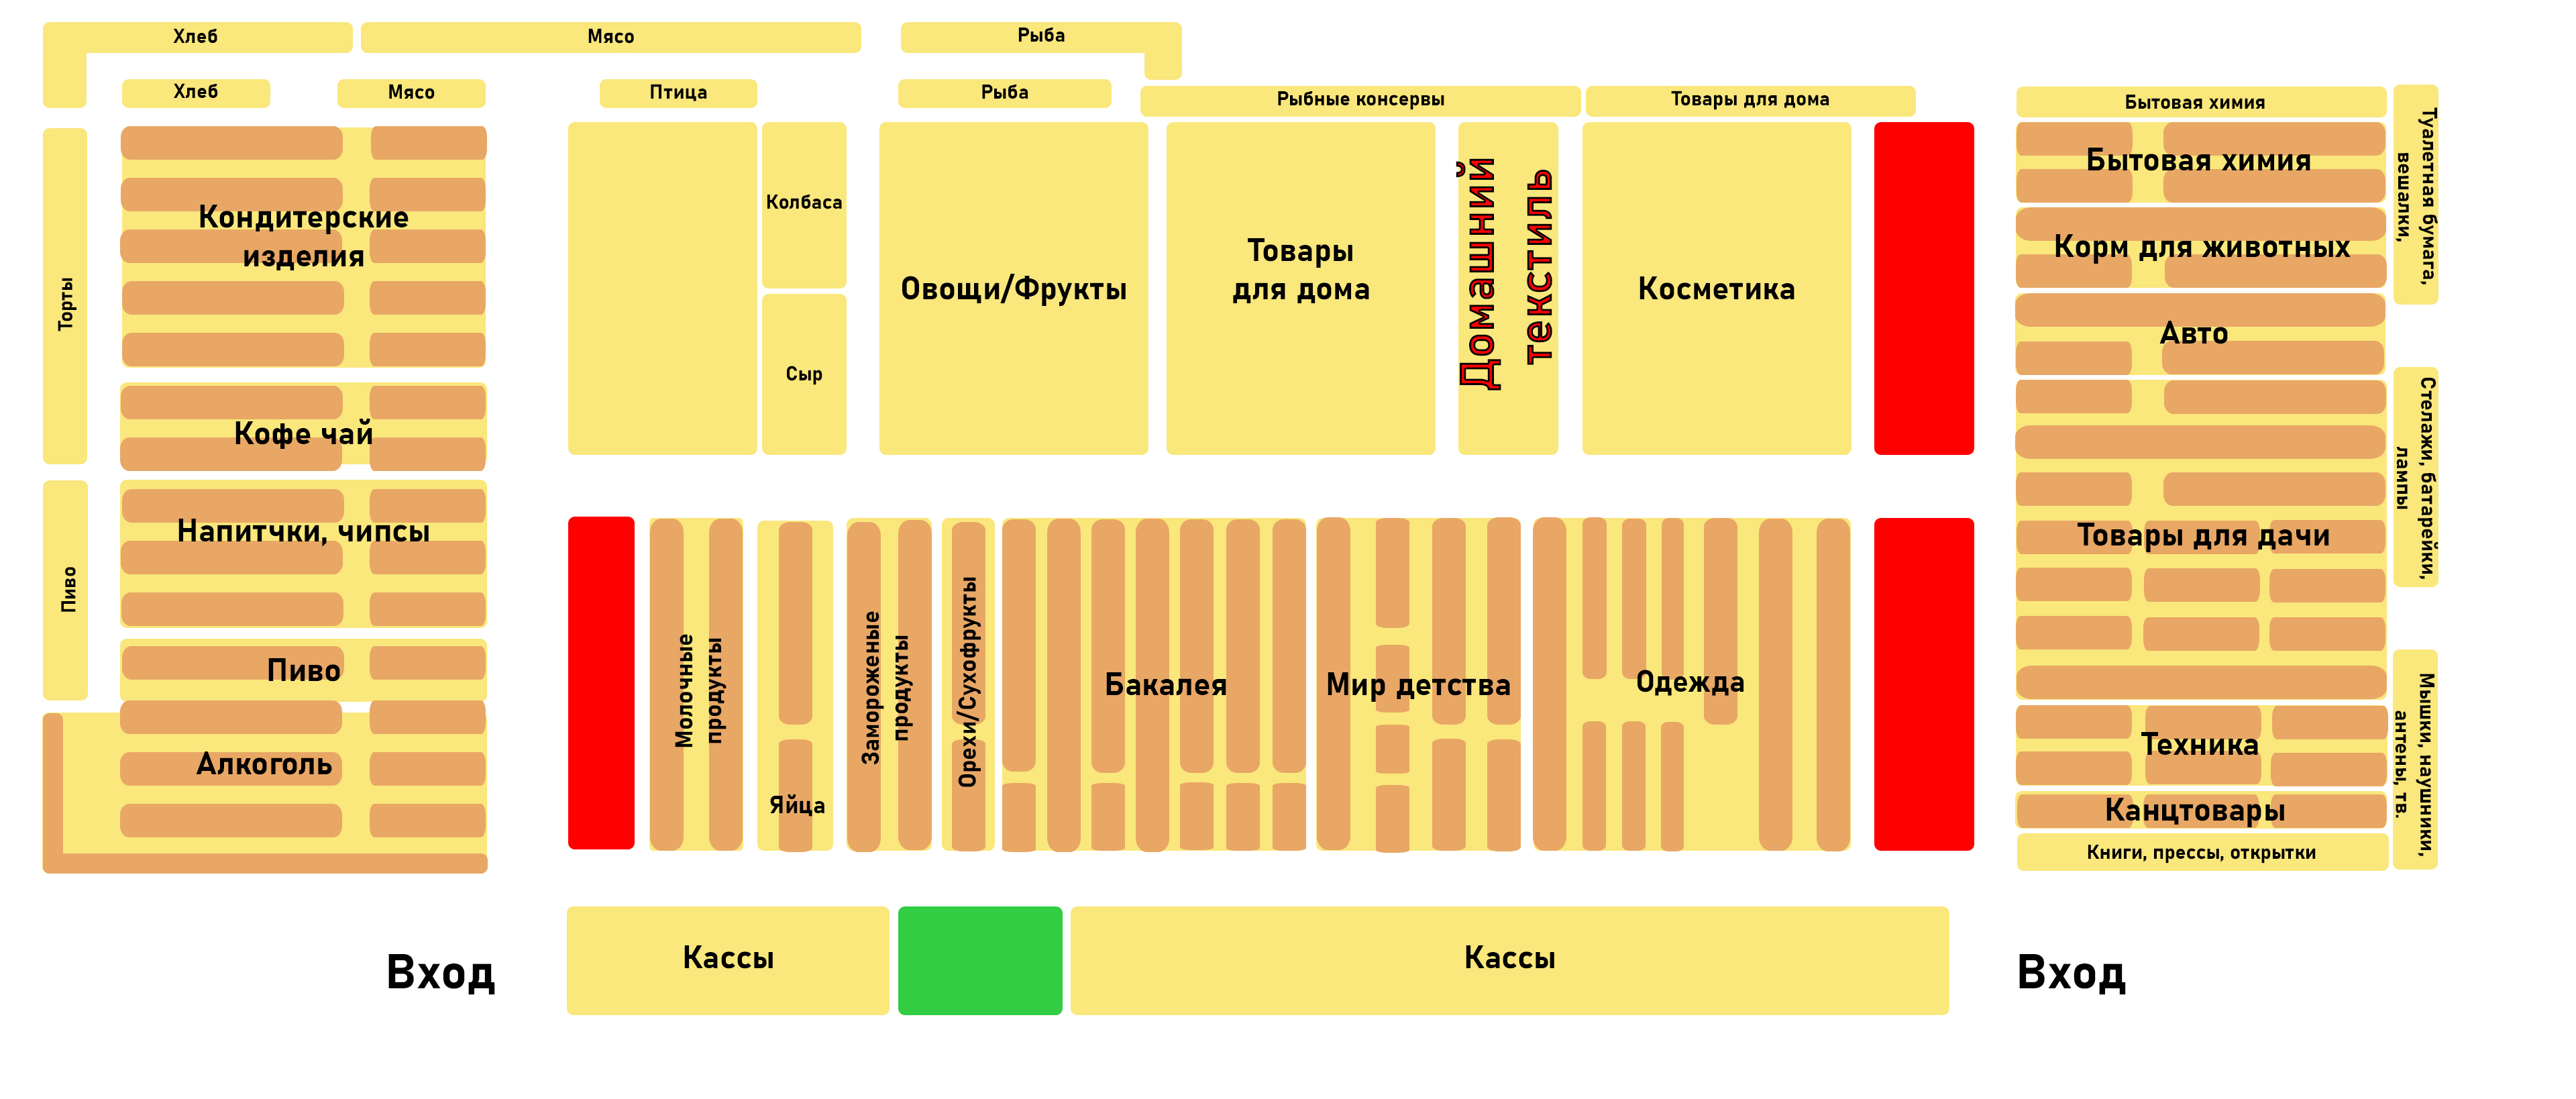 Хлеб
Мясо
Рыба
Хлеб
Мясо
Птица
Рыба
Рыбные консервы
Товары для дома
Бытовая химия
Туалетная бумага,
вешалки,
Торты
Кондитерские
изделия
Колбаса
Сыр
Овощи/Фрукты
Товары
для дома
Домашний
текстиль
Косметика
Бытовая химия
Корм для животных
Авто
Стелажи, батарейки,
лампы
Кофе чай
Напитчки, чипсы
Пиво
Пиво
Алкоголь
Молочные
продукты
Яйца
Замороженые
продукты
Орехи/Сухофрукты
Бакалея
Мир детства
Одежда
Товары для дачи
Техника
Канцтовары
Книги, прессы, открытки
Мышки, наушники,
антены, тв.
Вход
Кассы
Кассы
Вход